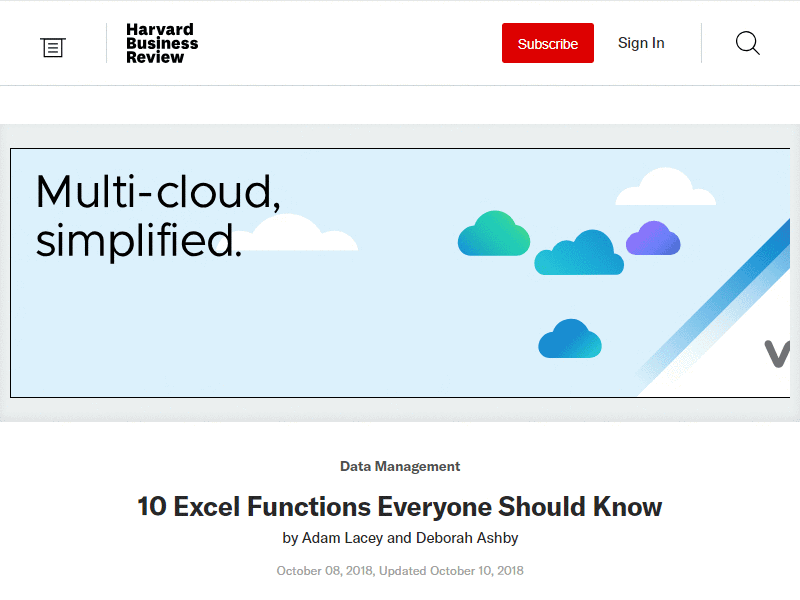 Harvard
Business
Review
Subscribe
Sign In
Multi-cloud,
simplified.
Data Management
10 Excel Functions Everyone Should Know
by Adam Lacey and Deborah Ashby
October 08, 2018, Updated October 10, 2018